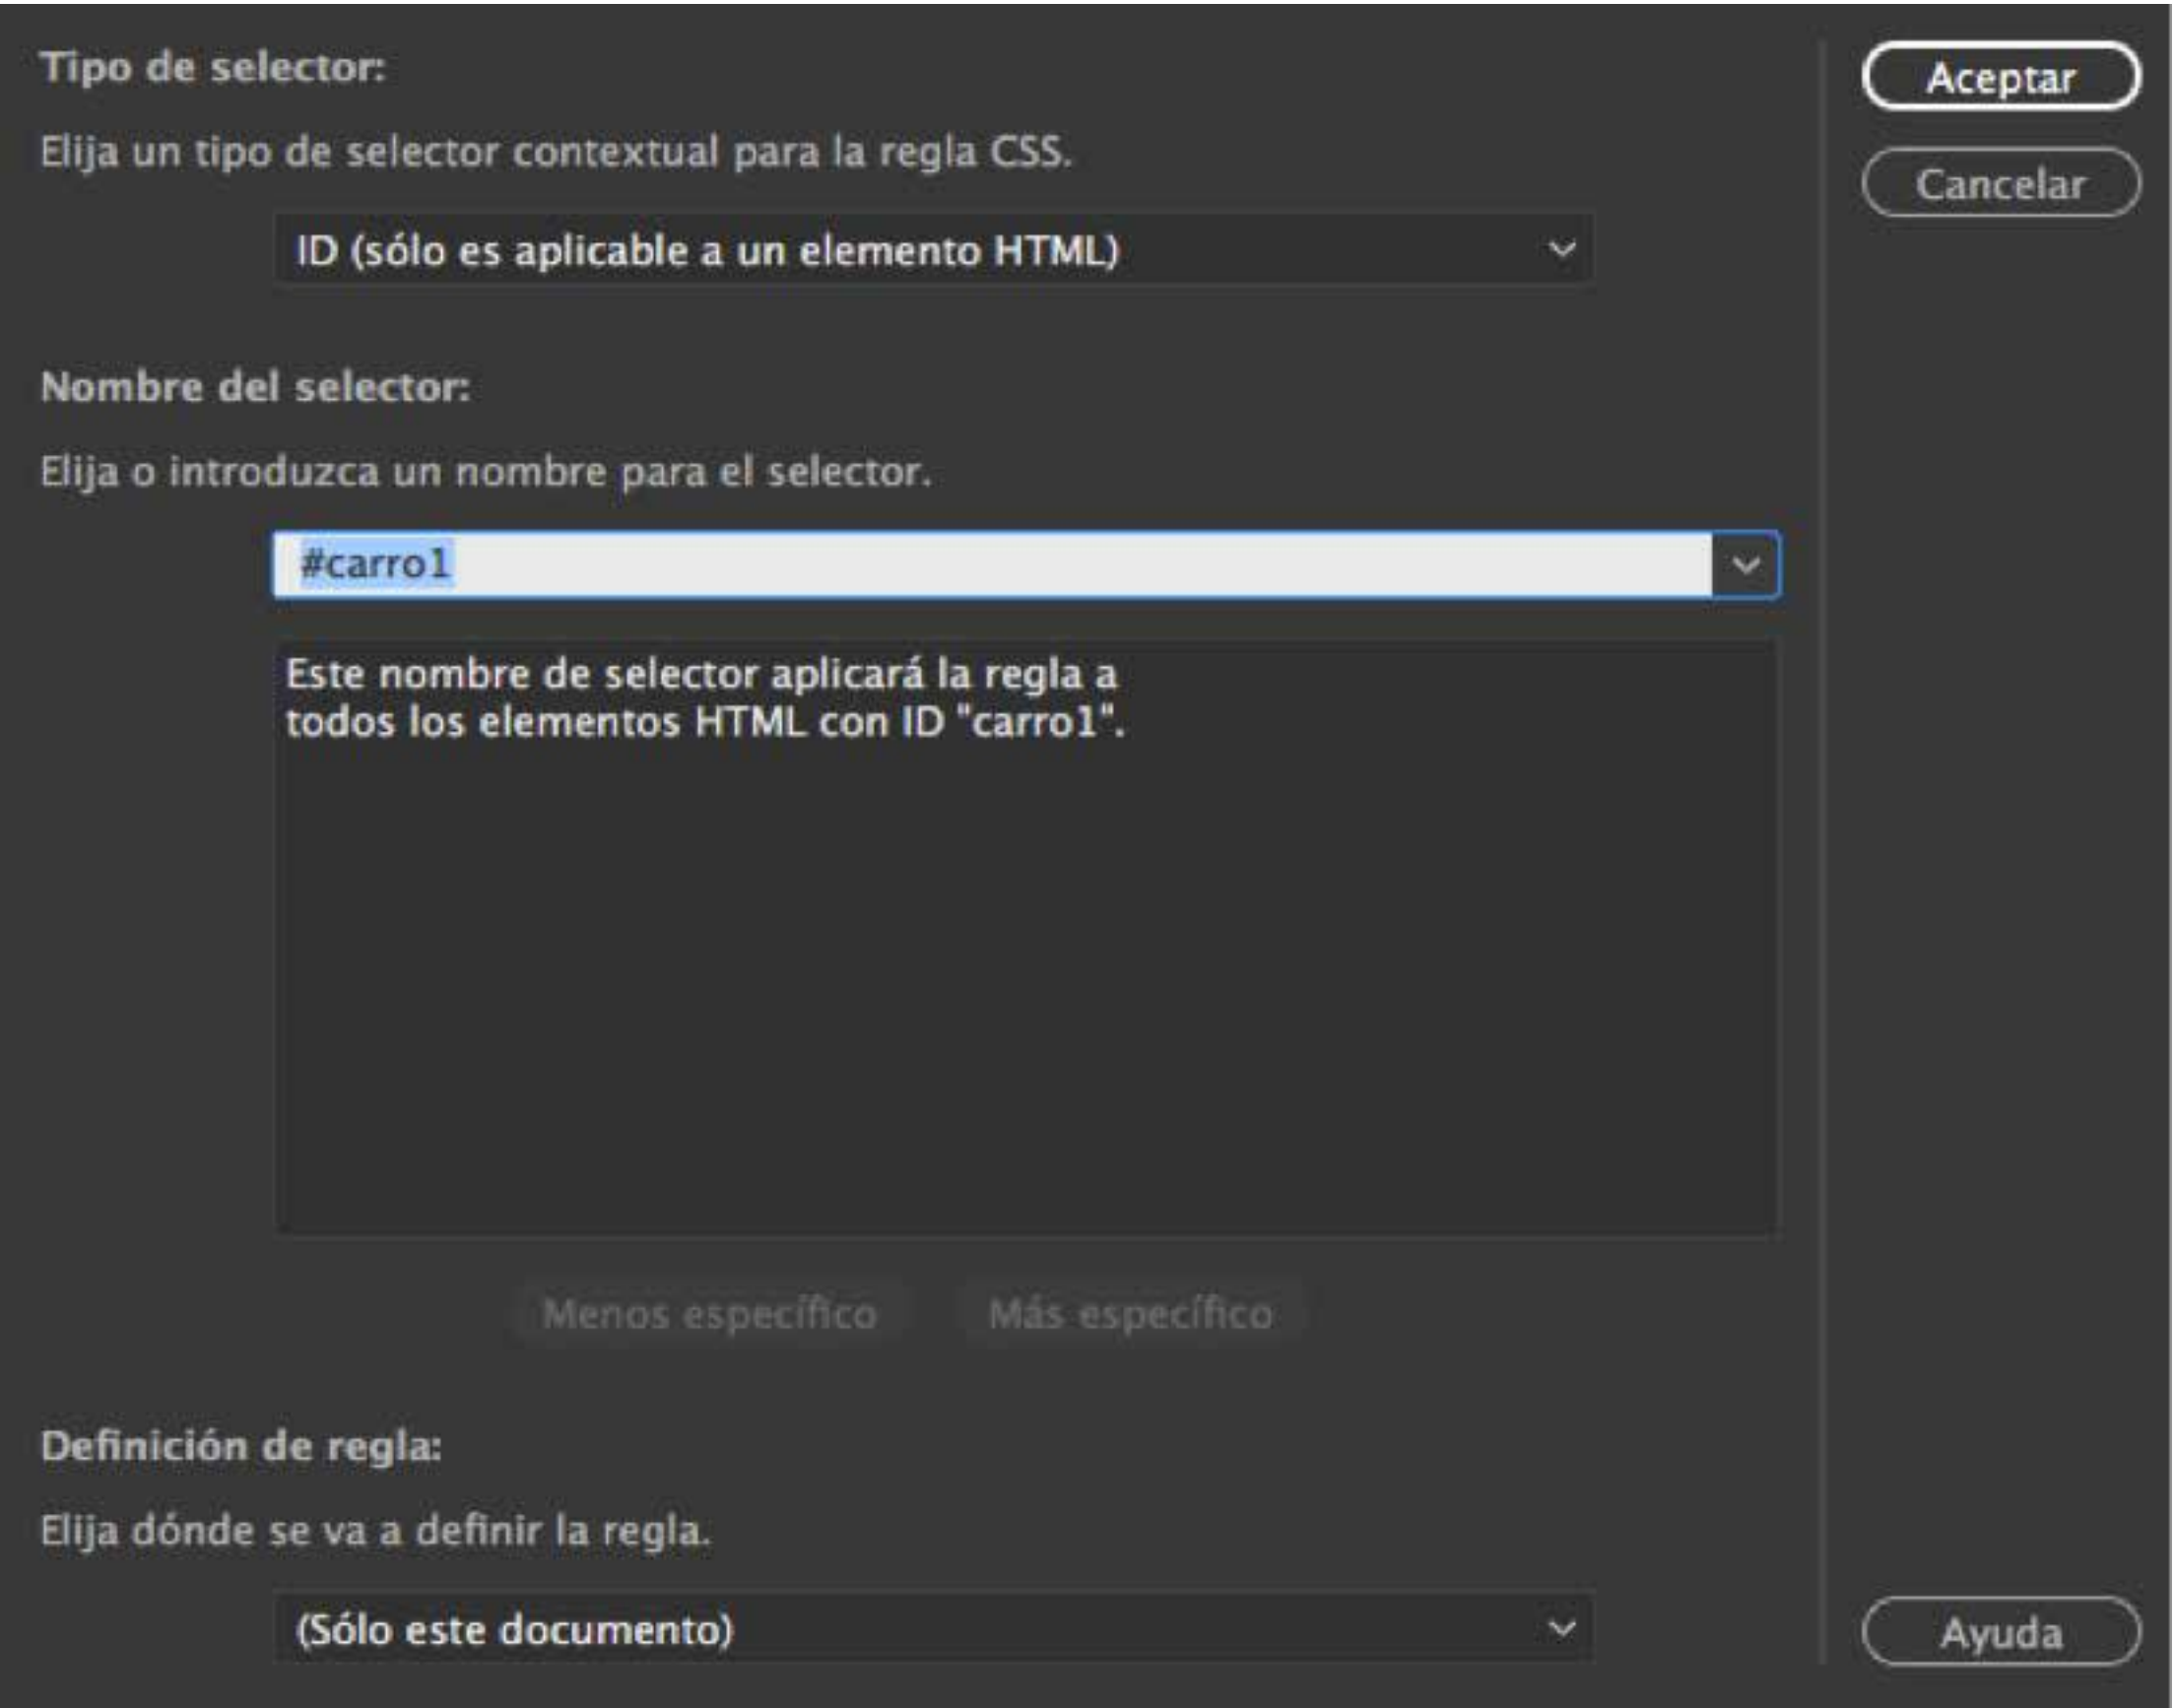 Tipo de selector:
Aceptar
Elija un tipo de selector contextual para la regla CSS.
Cancelar
ID (sólo es aplicable a un elemento HTML)
Nombre del selector:
Elija o introduzca un nombre para el selector.
#carro1
Este nombre de selector aplicará la regla a
todos los elementos HTML con ID "carro1".
Menos específico Más específico
Definición de regla:
Elija dónde se va a definir la regla.
(Sólo este documento)
Ayuda